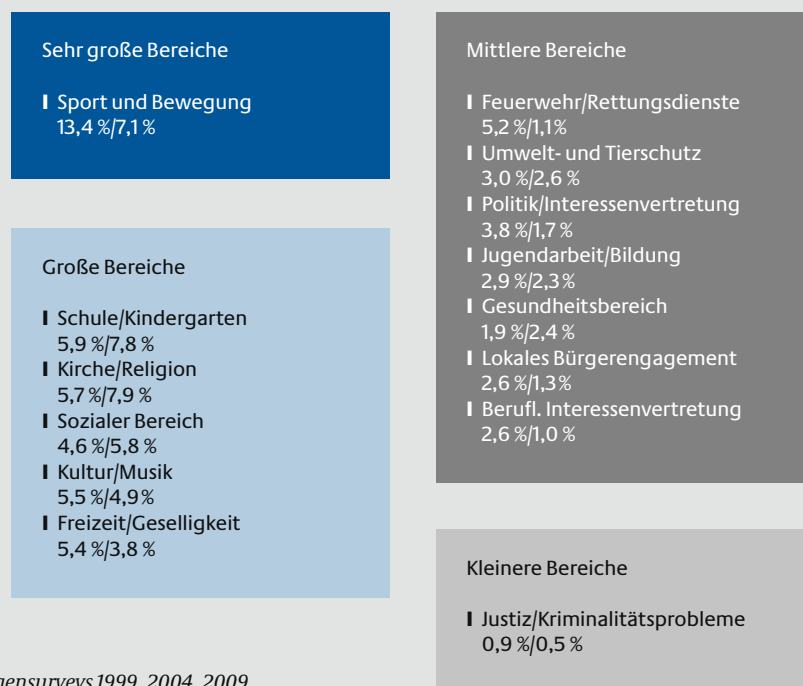 Sehr große Bereiche
I Sport und Bewegung
13,4 %/7,1 %
Große Bereiche
I Schule/Kindergarten
5,9 %/7,8 %
I Kirche/Religion
5,7 %/7,9 %
I Sozialer Bereich
4,6 %/5,8 %
I Kultur/Musik
5,5 %/4,9 %
I Freizeit/Geselligkeit
5,4 %/3,8 %
Mittlere Bereiche
I Feuerwehr/Rettungsdienste
5,2 %/1,1%
I Umwelt- und Tierschutz
3,0 %/2,6 %
I Politik/Interessenvertretung
3,8 %/1,7 %
I Jugendarbeit/Bildung
2,9 %/2,3 %
I Gesundheitsbereich
1,9 %/2,4 %
I Lokales Bürgerengagement
2,6 %/1,3 %
I Berufl. Interessenvertretung
2,6 %/1,0 %
Kleinere Bereiche
I Justiz/Kriminalitätsprobleme
0,9 %/0,5 %
1999, 2004, 2009